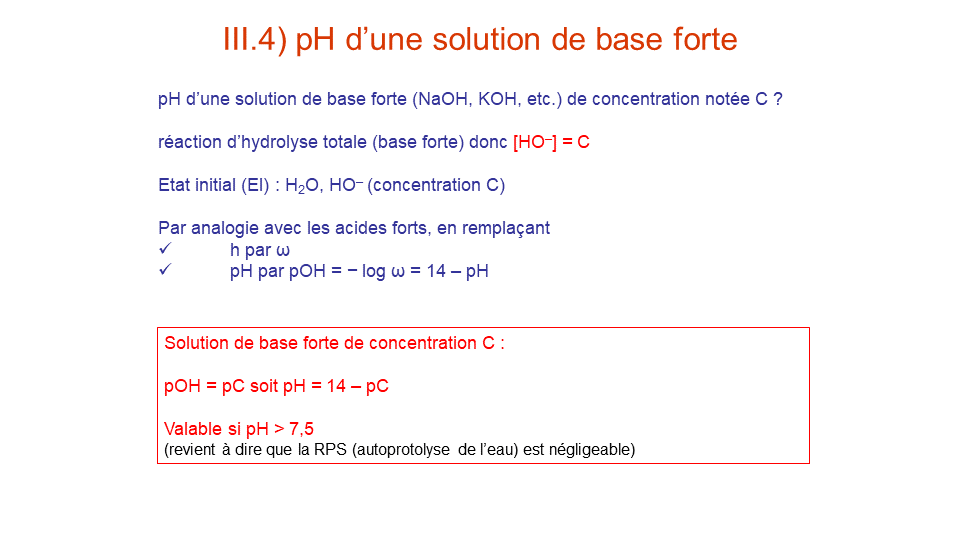 III.4) pH d’une solution de base forte
pH d’une solution de base forte (NaOH, KOH, etc.) de concentration notée C ?
réaction d’hydrolyse totale (base forte) donc [HO⁻] = C
Etat initial (EI) : H₂O, HO⁻ (concentration C)
Par analogie avec les acides forts, en remplaçant
✓ h par ω
✓ pH par pOH = − log ω = 14 – pH
Solution de base forte de concentration C :
pOH = pC soit pH = 14 – pC
Valable si pH > 7,5
(revient à dire que la RPS (autoprotolyse de l’eau) est négligeable)